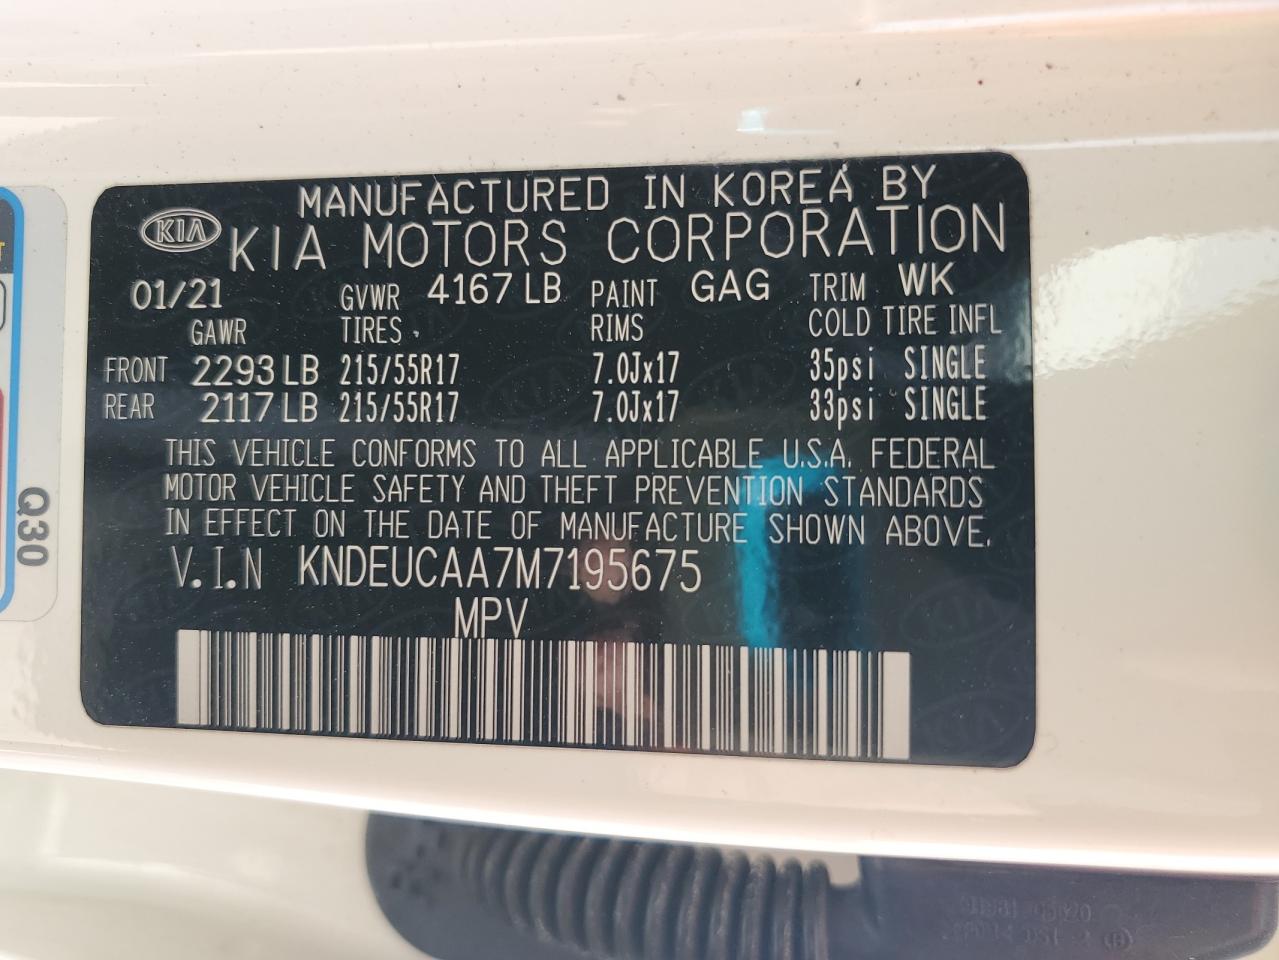 MANUFACTURED IN KOREA BY
KIA KIA MOTORS CORPORATION
01/21 GVWR 4167 LB PAINT GAG TRIM WK
GAWR TIRES RIMS COLD TIRE INFL
FRONT 2293 LB 215/55R17 7.0Jx17 35psi SINGLE
REAR 2117 LB 215/55R17 7.0Jx17 33psi SINGLE
THIS VEHICLE CONFORMS TO ALL APPLICABLE U.S.A. FEDERAL
MOTOR VEHICLE SAFETY AND THEFT PREVENTION STANDARDS
IN EFFECT ON THE DATE OF MANUFACTURE SHOWN ABOVE.
V.I.N KNDEUCAA7M7195675
MPV
Q30